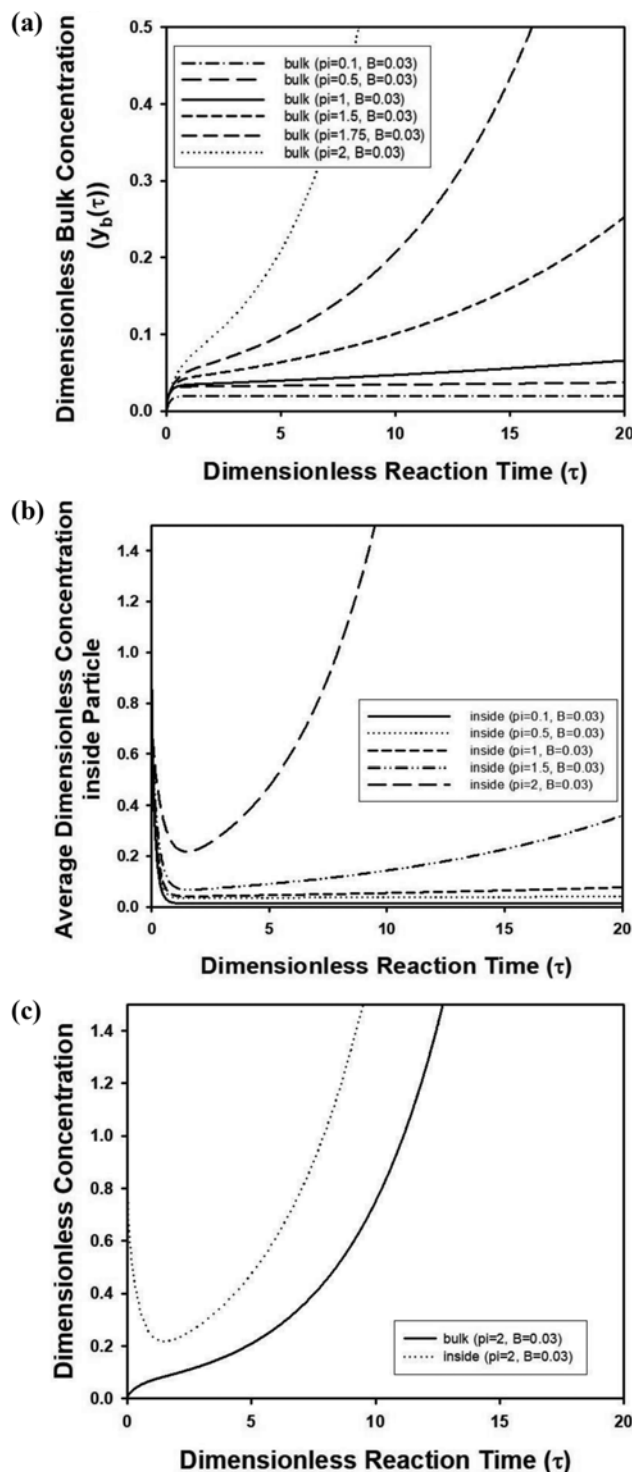 (a)
0.5
0.4
0.3
0.2
0.1
0.0
Dimensionless Bulk Concentration
(y_b(τ))
bulk (pi=0.1, B=0.03)
bulk (pi=0.5, B=0.03)
bulk (pi=1, B=0.03)
bulk (pi=1.5, B=0.03)
bulk (pi=1.75, B=0.03)
bulk (pi=2, B=0.03)
0 5 10 15 20
Dimensionless Reaction Time (τ)
(b)
1.4
1.2
1.0
0.8
0.6
0.4
0.2
0.0
Average Dimensionless Concentration
inside Particle
inside (pi=0.1, B=0.03)
inside (pi=0.5, B=0.03)
inside (pi=1, B=0.03)
inside (pi=1.5, B=0.03)
inside (pi=2, B=0.03)
0 5 10 15 20
Dimensionless Reaction Time (τ)
(c)
1.4
1.2
1.0
0.8
0.6
0.4
0.2
0.0
Dimensionless Concentration
bulk (pi=2, B=0.03)
inside (pi=2, B=0.03)
0 5 10 15 20
Dimensionless Reaction Time (τ)